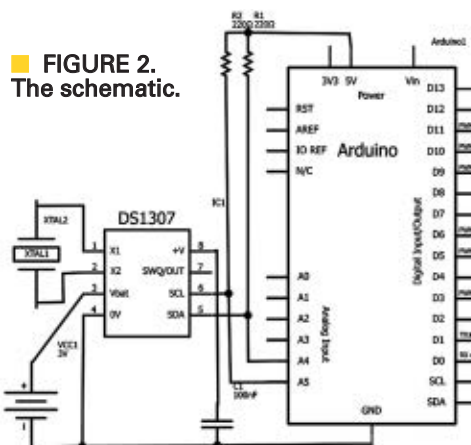 FIGURE 2.
The schematic.
R2 R1
220Ω 220Ω
Arduino1
3V3 5V Vin
Power
RST
AREF
IO REF
N/C
Arduino
D13
D12
D11
D10
D9
D8
D7
D6
D5
D4
D3
D2
D1
D0
SCL
SDA
Digital Input/Output
A0
A1
A2
A3
A4
A5
Analog Input
GND
IC1
DS1307
XTAL2
XTAL1
1 X1
2 X2
3 Vbat
4 0V
+V 8
SWQ/OUT 7
SCL 6
SDA 5
VCC1
3V
+
C1
100nF